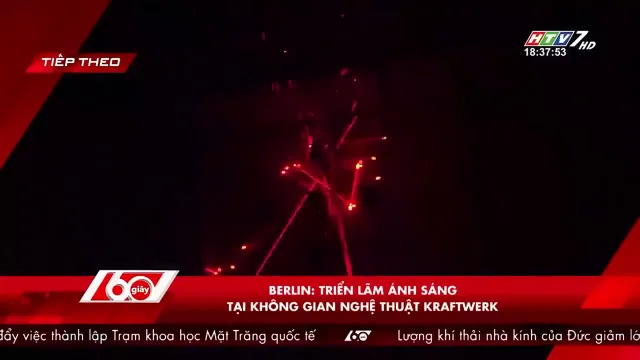 TIẾP THEO
HTV7 HD
18:37:53
60 giây
BERLIN: TRIỂN LÃM ÁNH SÁNG
TẠI KHÔNG GIAN NGHỆ THUẬT KRAFTWERK
đẩy việc thành lập Trạm khoa học Mặt Trăng quốc tế 60 Lượng khí thải nhà kính của Đức giảm